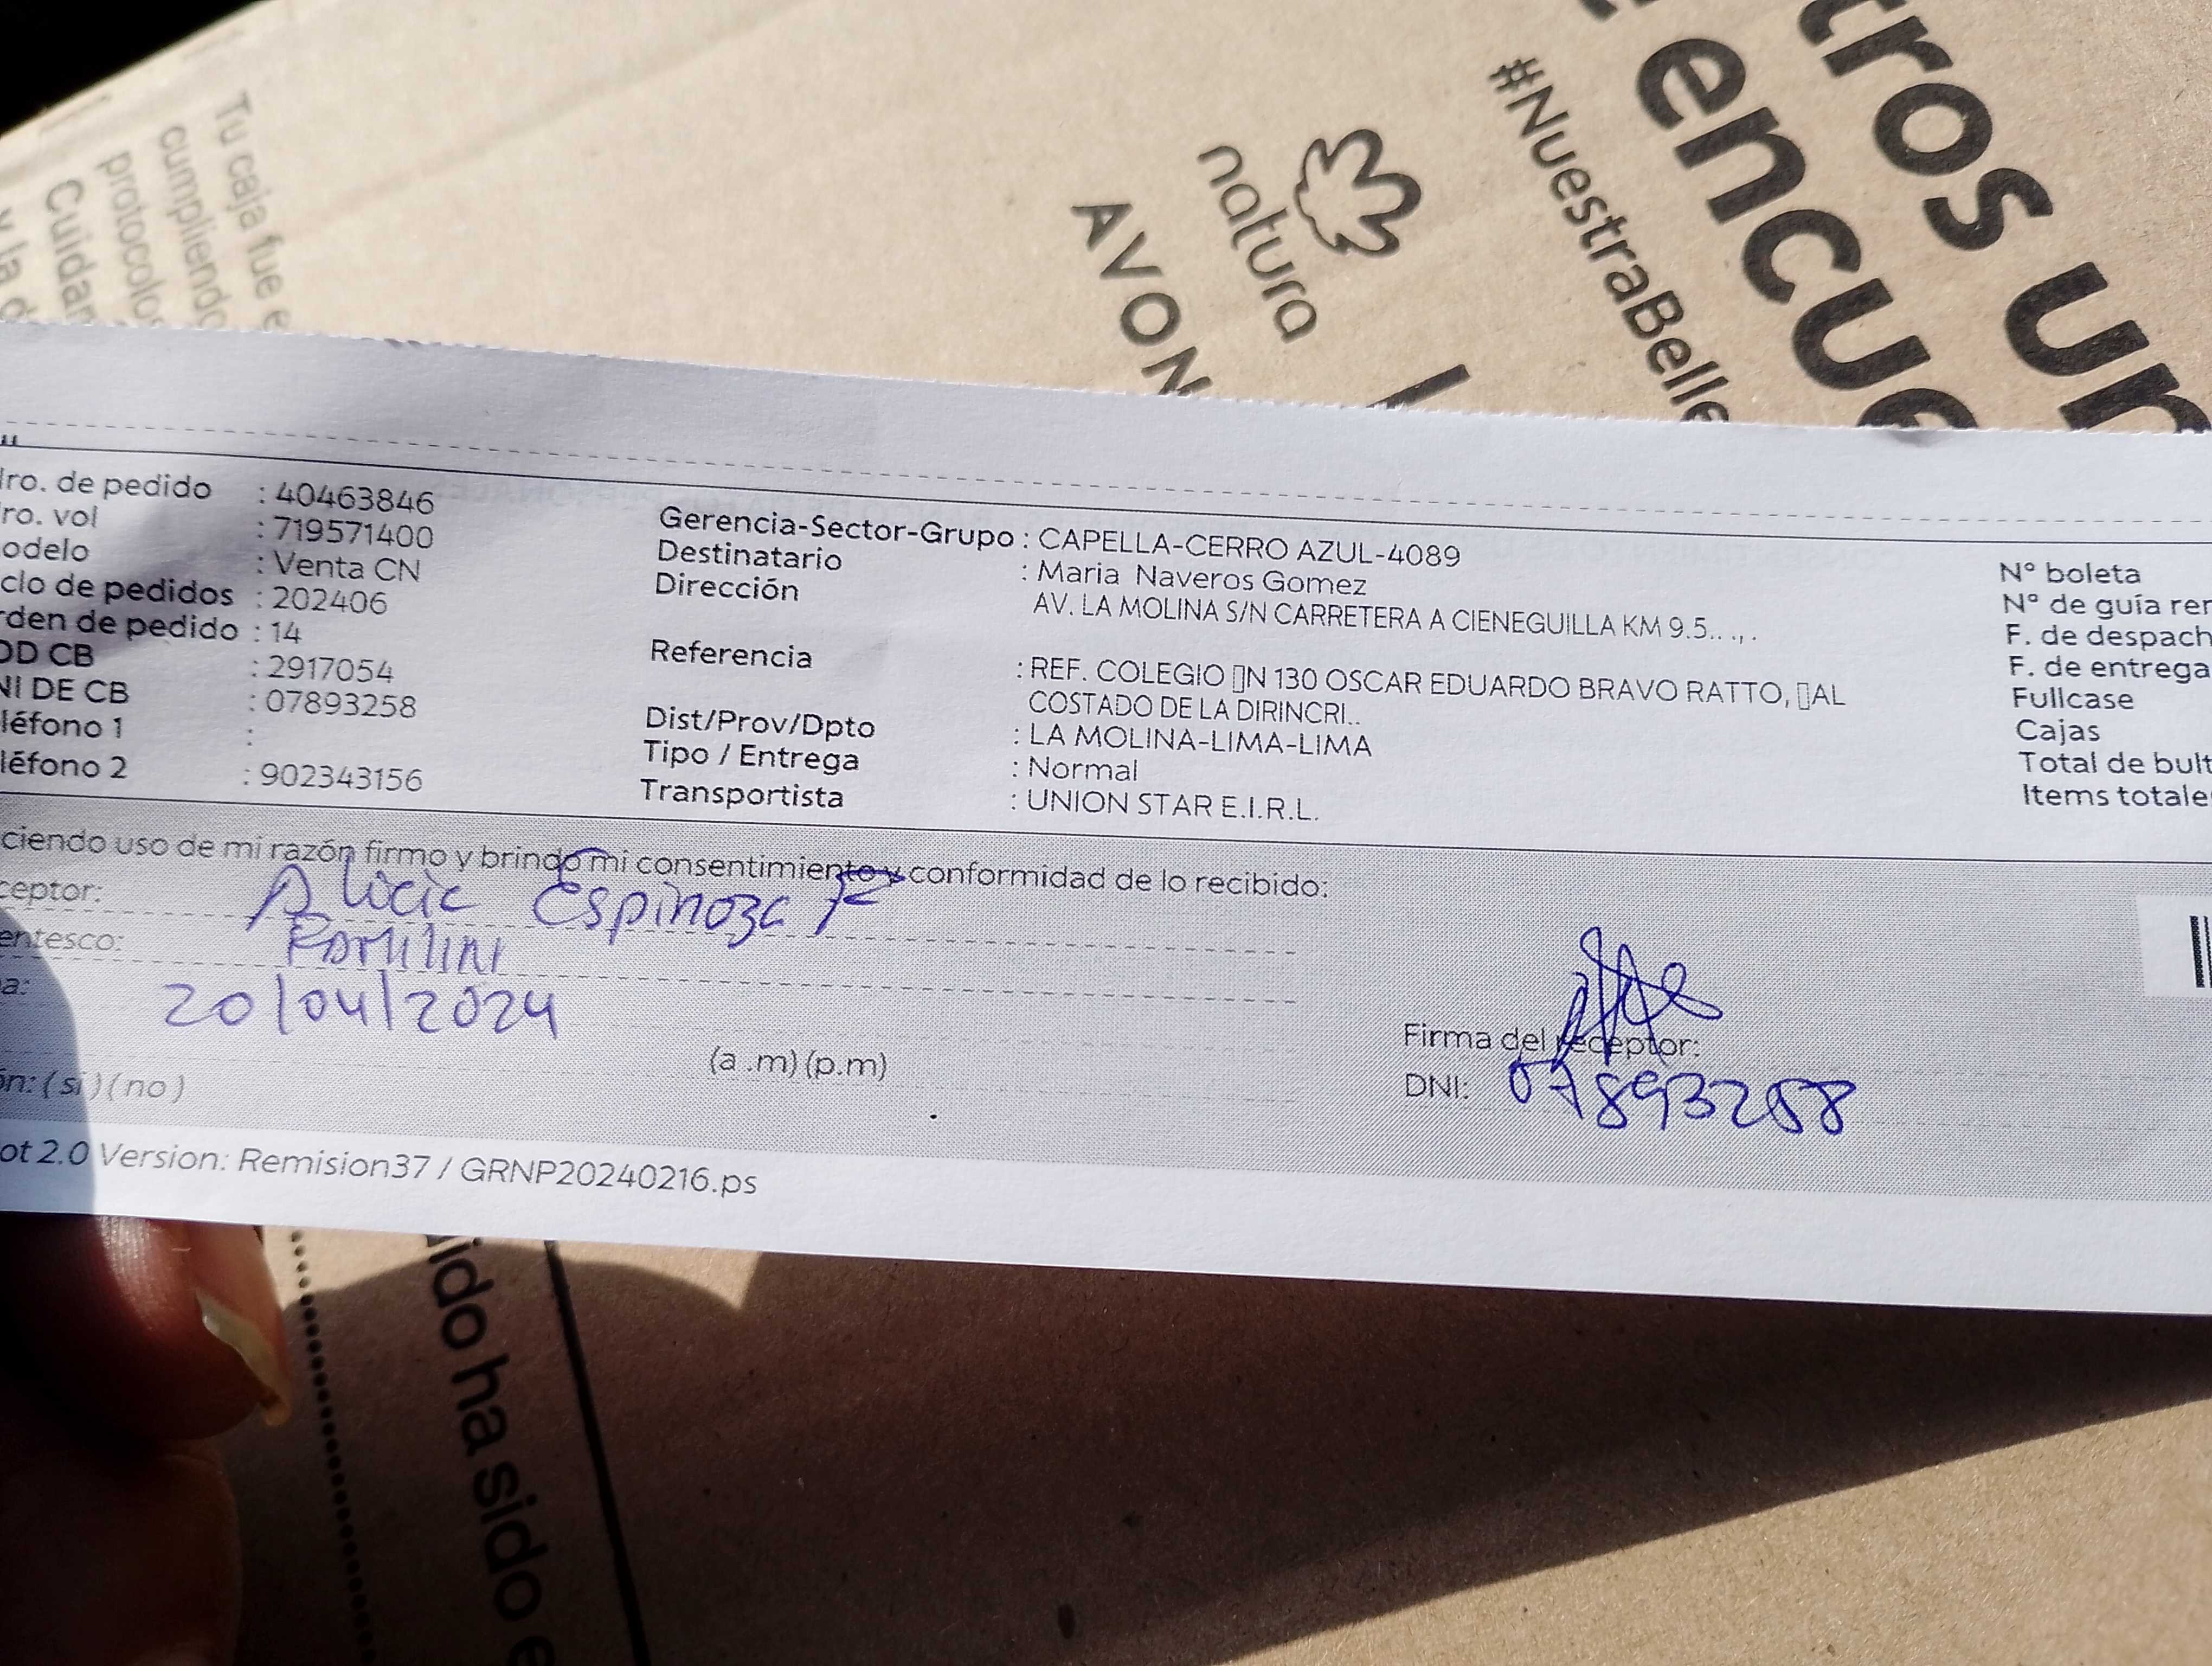 tros un
encue
#NuestraBelle
natura
AVON
Tu caja fue e
cumpliendo
protocolos
Cuidan
y la d
ro. de pedido : 40463846
ro. vol : 719571400
odelo : Venta CN
clo de pedidos : 202406
rden de pedido : 14
OD CB : 2917054
NI DE CB : 07893258
léfono 1 :
léfono 2 : 902343156
Gerencia-Sector-Grupo : CAPELLA-CERRO AZUL-4089
Destinatario : Maria Naveros Gomez
Dirección AV. LA MOLINA S/N CARRETERA A CIENEGUILLA KM 9.5.. .,.
Referencia : REF. COLEGIO N 130 OSCAR EDUARDO BRAVO RATTO, AL
COSTADO DE LA DIRINCRI..
Dist/Prov/Dpto : LA MOLINA-LIMA-LIMA
Tipo / Entrega : Normal
Transportista : UNION STAR E.I.R.L.
N° boleta
N° de guía rem
F. de despach
F. de entrega
Fullcase
Cajas
Total de bult
Items totale
ciendo uso de mi razón firmo y brindo mi consentimiento y conformidad de lo recibido:
ceptor: Alicia Espinoza F
entesco:
a: 20/04/2024
(a .m) (p.m)
ón: ( si ) ( no )
Firma del receptor:
DNI: 07893258
ot 2.0 Version: Remision37 / GRNP20240216.ps
ido ha sido e